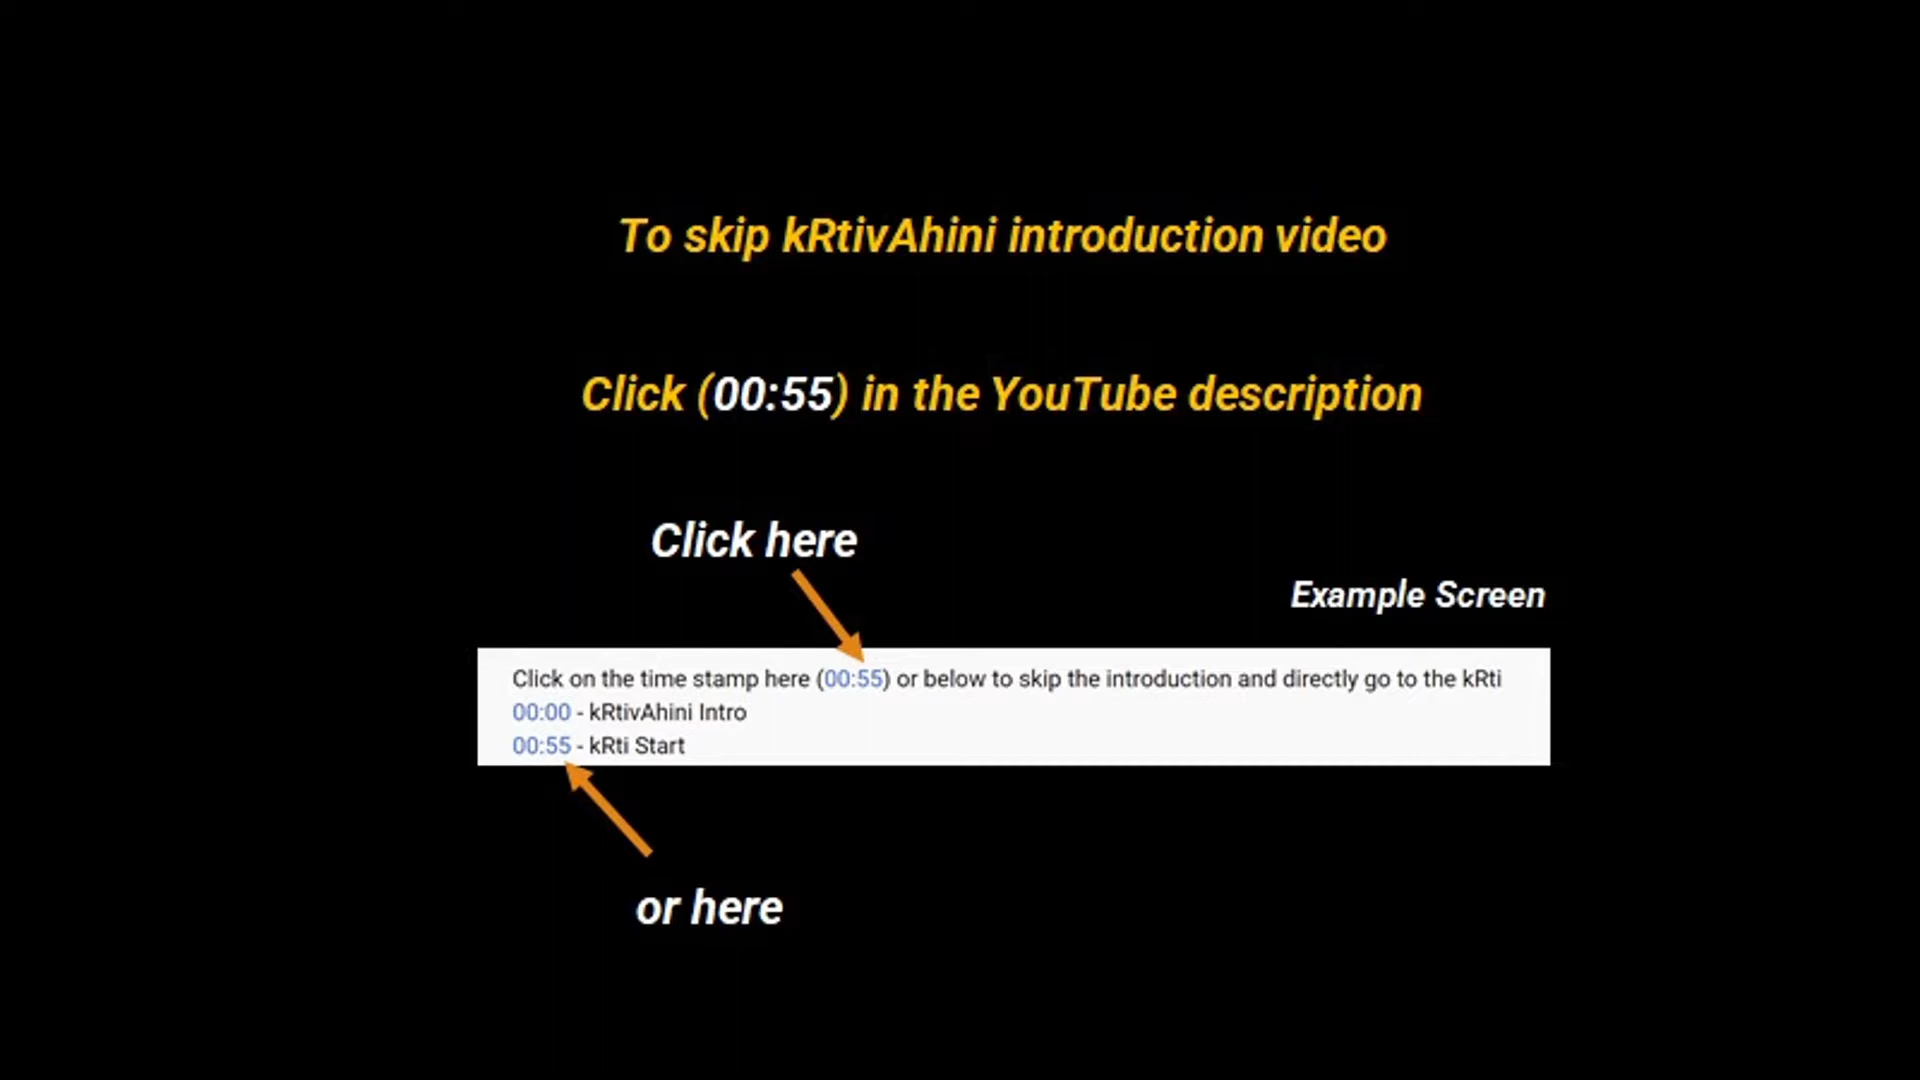 To skip kRtivAhini introduction video
Click (00:55) in the YouTube description
Click here
Example Screen
Click on the time stamp here (00:55) or below to skip the introduction and directly go to the kRti
00:00 - kRtivAhini Intro
00:55 - kRti Start
or here